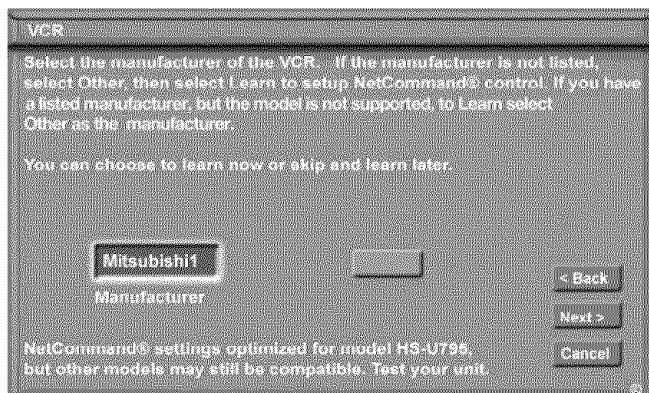 VCR
Select the manufacturer of the VCR. If the manufacturer is not listed,
select Other, then select Learn to setup NetCommand® control. If you have
a listed manufacturer, but the model is not supported, to Learn select
Other as the manufacturer.
You can choose to learn now or skip and learn later.
Mitsubishi1
Manufacturer
< Back
Next >
Cancel
NetCommand® settings optimized for model HS-U795,
but other models may still be compatible. Test your unit.